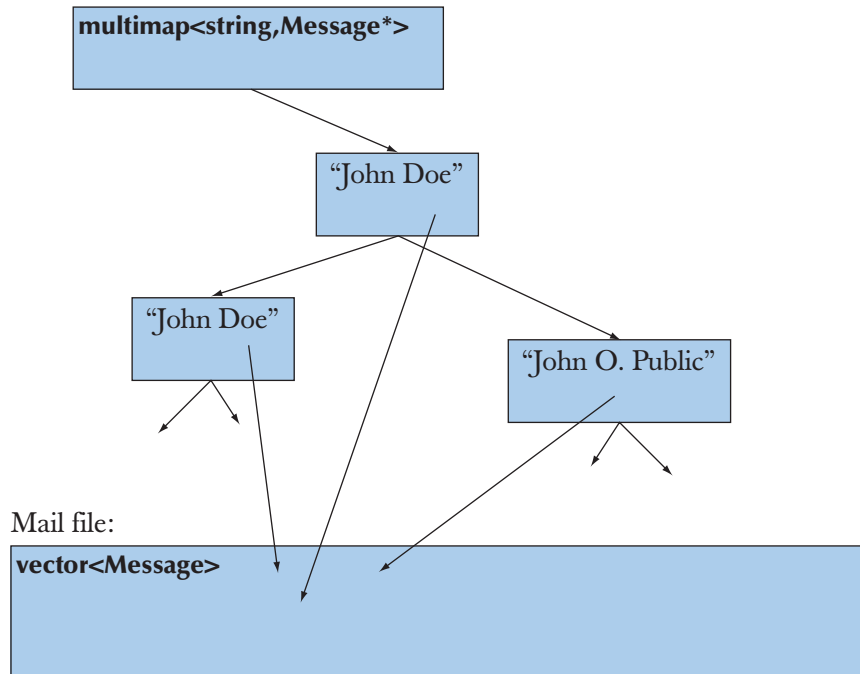 multimap<string,Message*>
“John Doe”
“John Doe”
“John O. Public”
Mail file:
vector<Message>